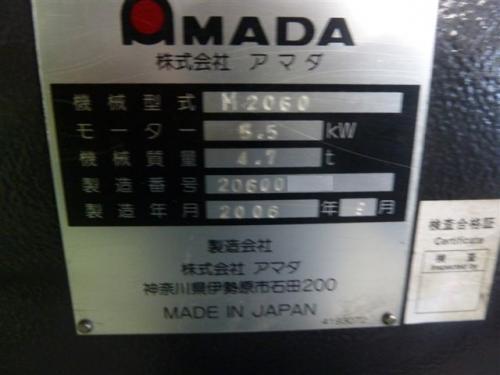 AMADA
株式会社 アマダ
機械型式 M2060
モーター 5.5 kW
機械質量 4.7 t
製造番号 20600
製造年月 2006 年 月
製造会社
株式会社 アマダ
神奈川県伊勢原市石田200
MADE IN JAPAN
4193070
検査合格証
Certificate
検査
Inspected by